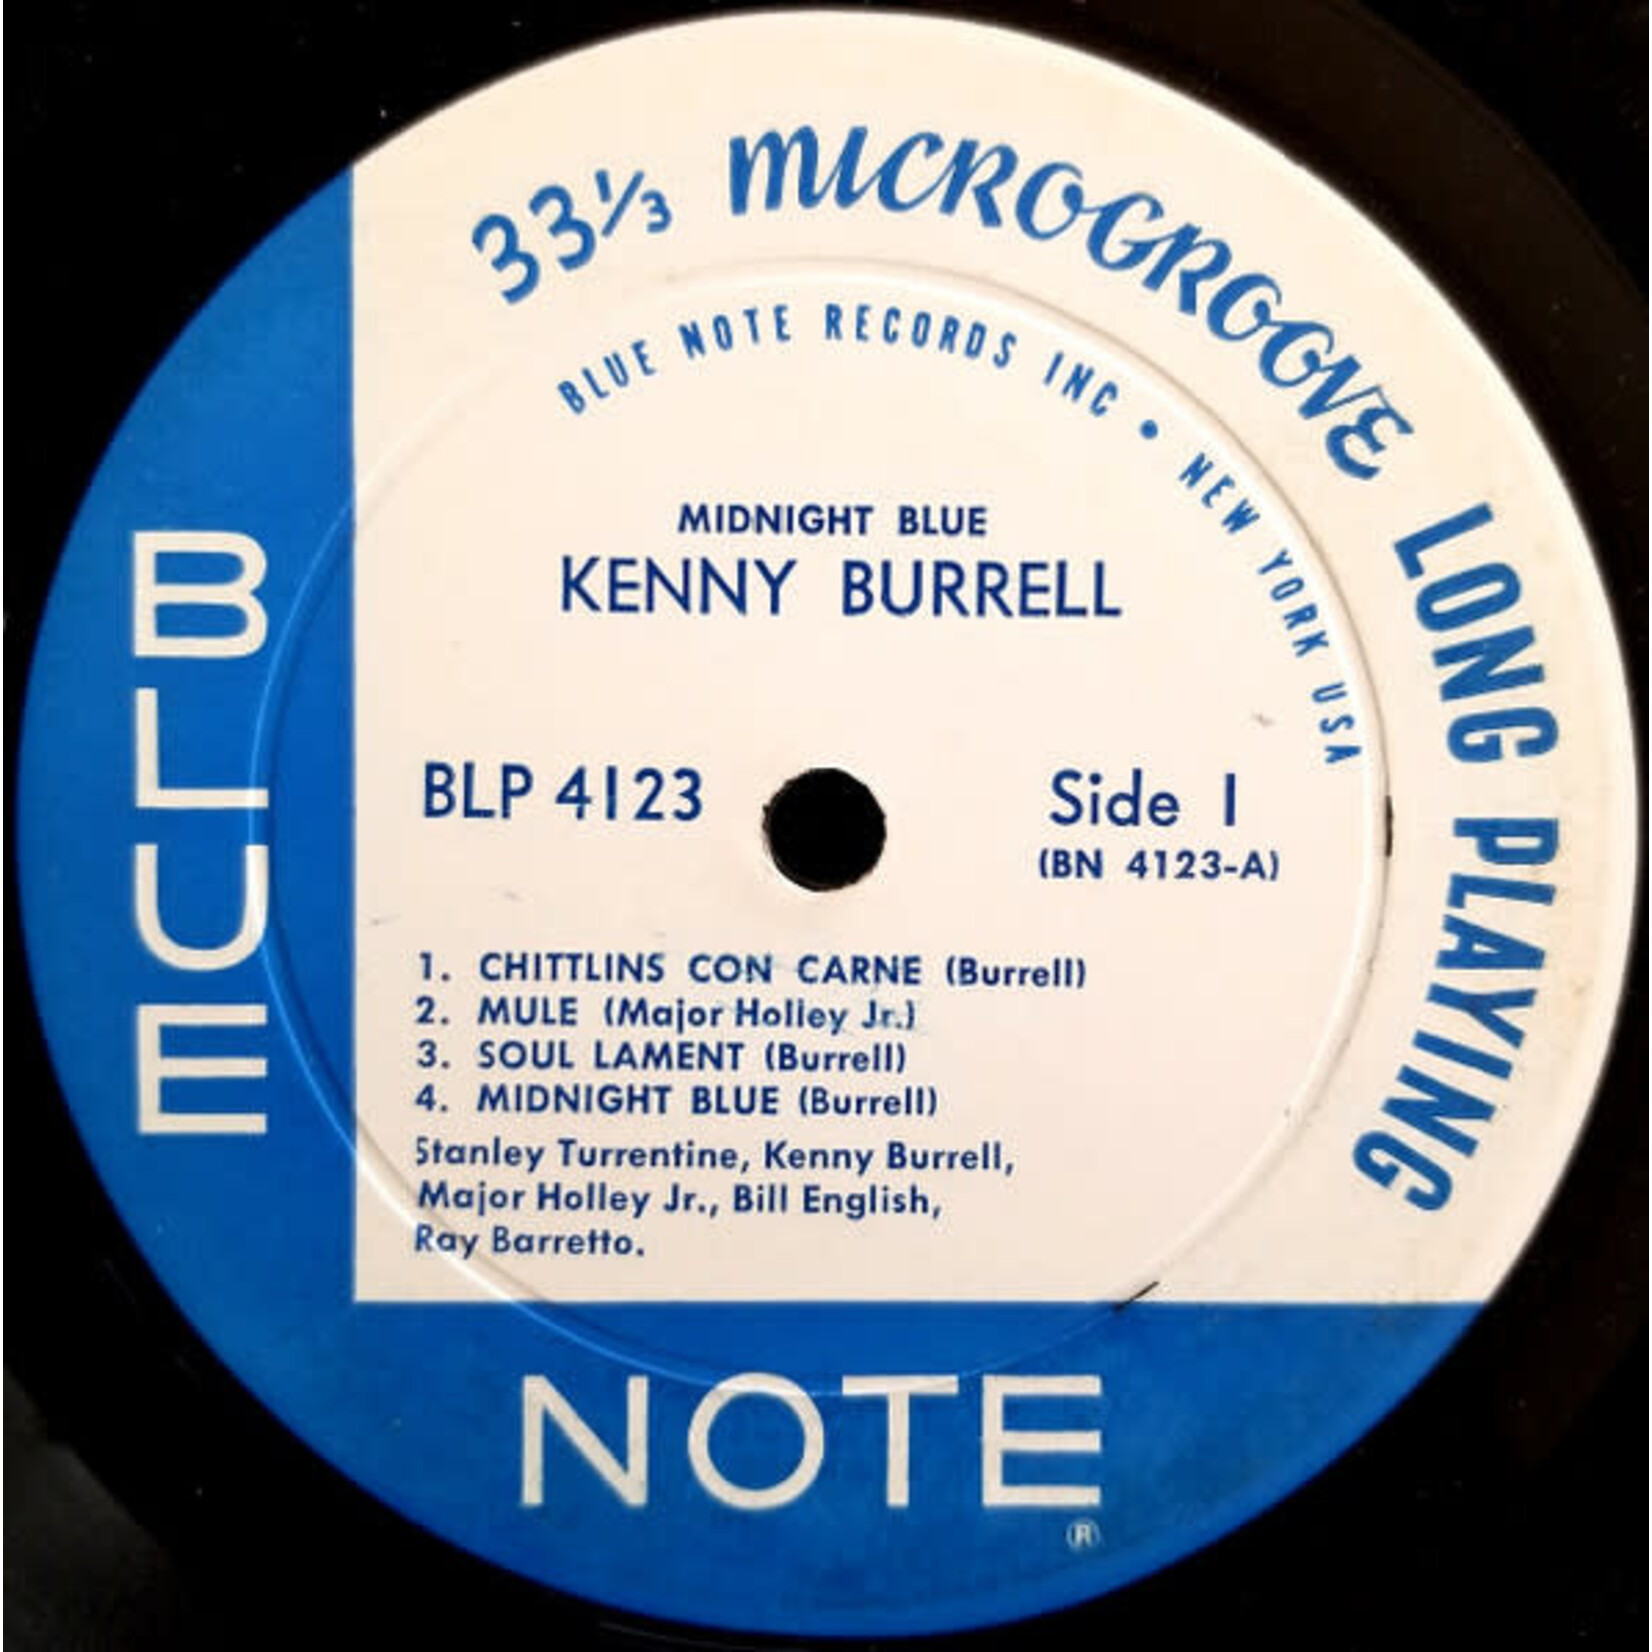 33⅓ MICROGROOVE LONG PLAYING
BLUE NOTE RECORDS INC • NEW YORK USA
MIDNIGHT BLUE
KENNY BURRELL
BLP 4123
Side 1
(BN 4123-A)
1. CHITTLINS CON CARNE (Burrell)
2. MULE (Major Holley Jr.)
3. SOUL LAMENT (Burrell)
4. MIDNIGHT BLUE (Burrell)
Stanley Turrentine, Kenny Burrell,
Major Holley Jr., Bill English,
Ray Barretto.
BLUE
NOTE
®